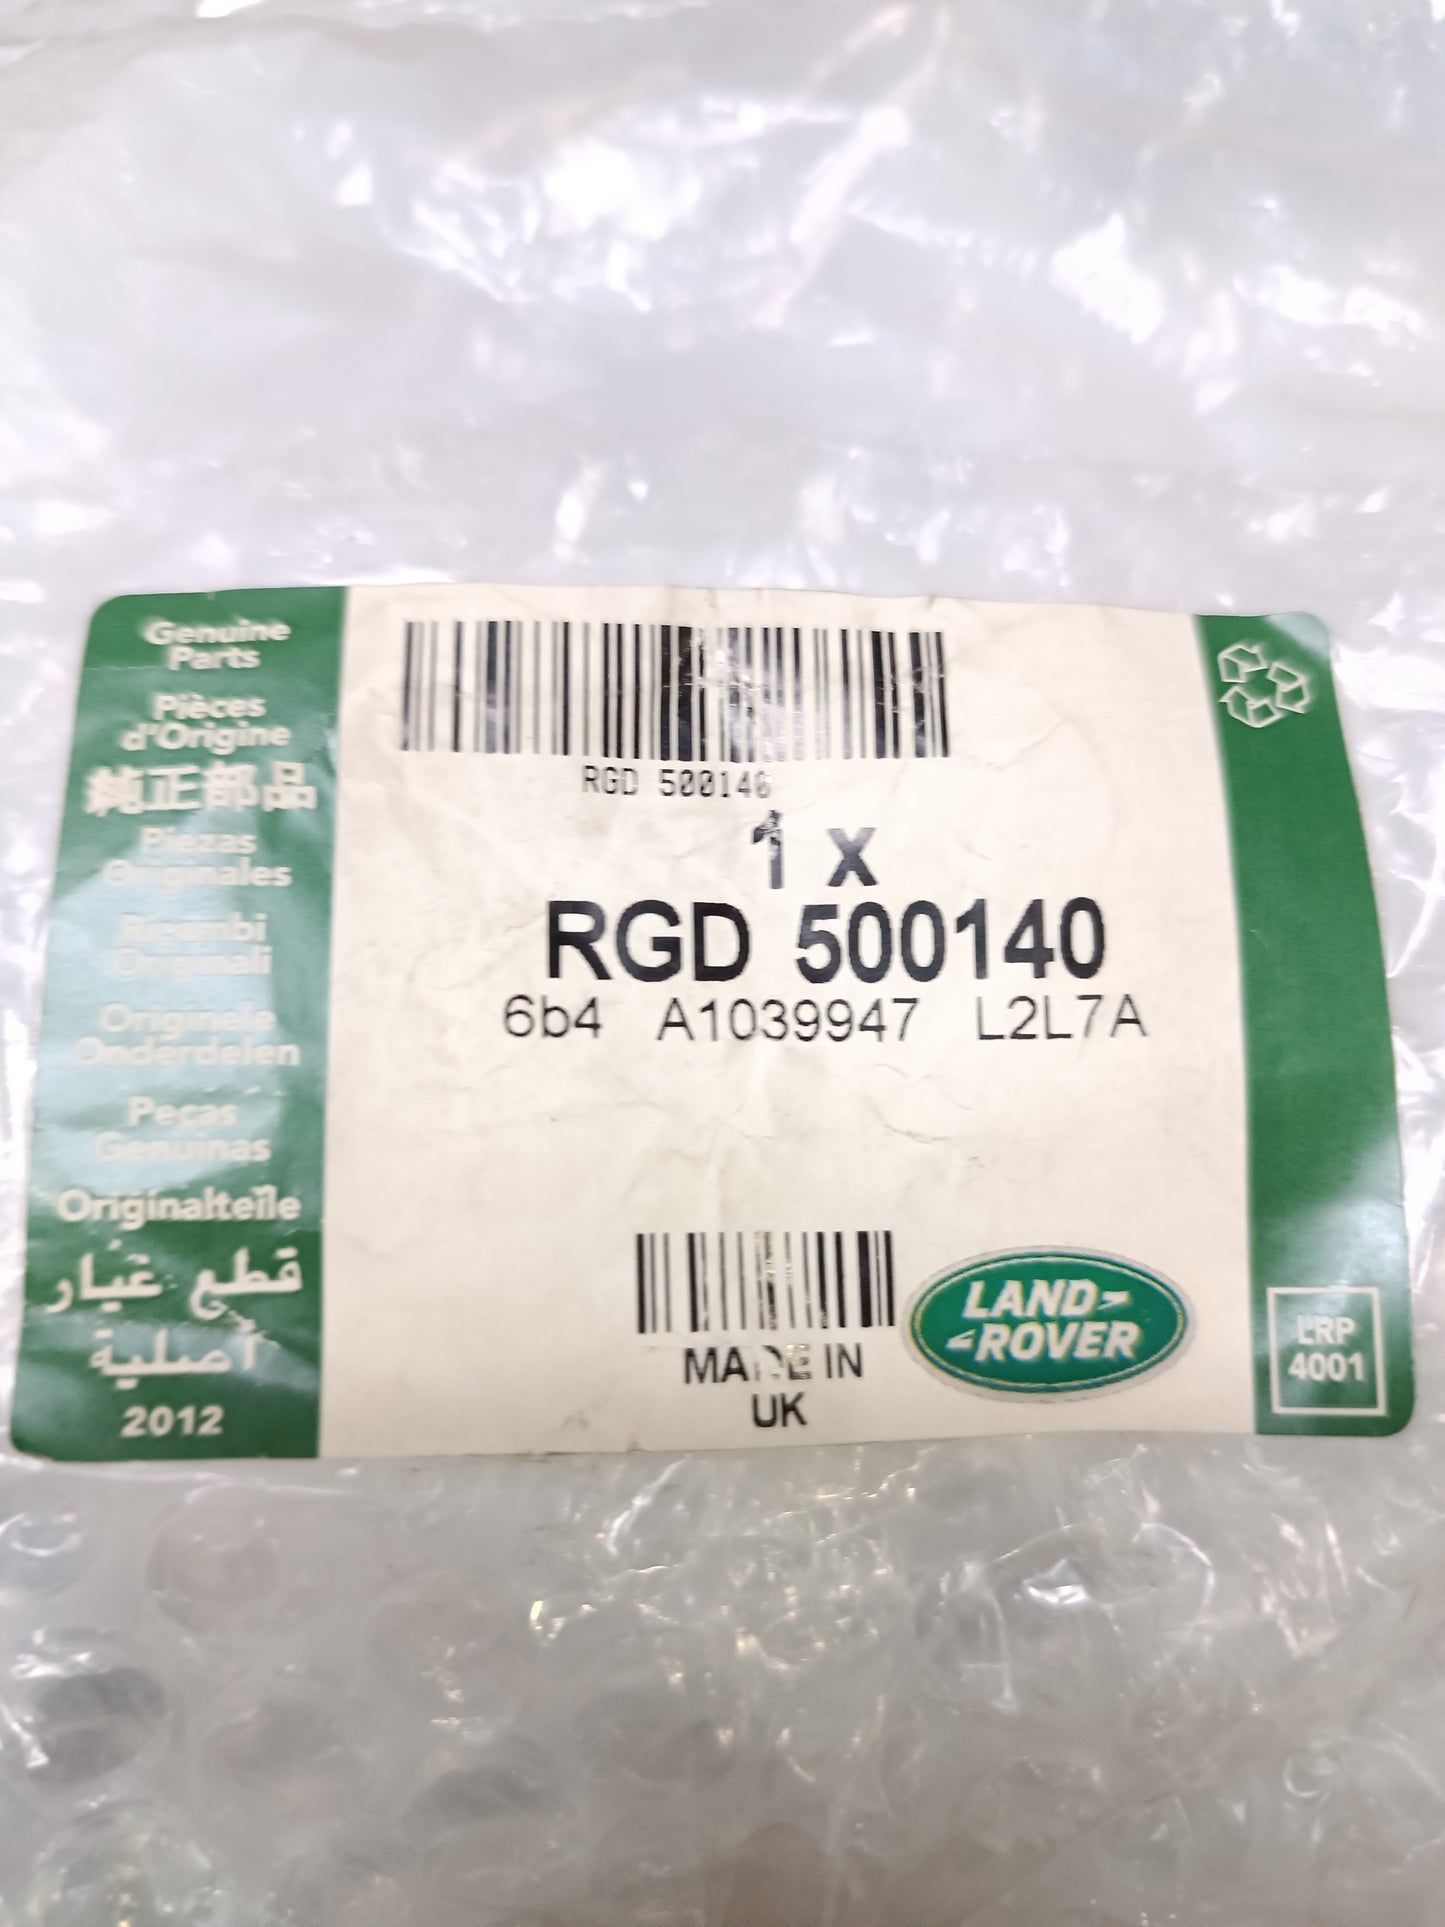 Genuine
Parts
Pièces
d'Origine
純正部品
Piezas
Originales
Ricambi
Originali
Originele
Onderdelen
Peças
Genuinas
Originalteile
قطع غيار
أصلية
2012
RGD 500140
1 x
RGD 500140
6b4 A1039947 L2L7A
MADE IN
UK
LAND
ROVER
LRP
4001